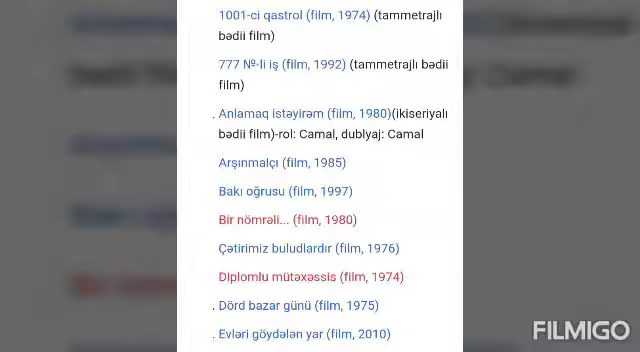 1001-ci qastrol (film, 1974) (tammetrajlı
bədii film)
777 №-li iş (film, 1992) (tammetrajlı bədii
film)
. Anlamaq istəyirəm (film, 1980)(ikiseriyalı
bədii film)-rol: Camal, dublyaj: Camal
Arşınmalçı (film, 1985)
Bakı oğrusu (film, 1997)
Bir nömrəli... (film, 1980)
Çətirimiz buludlardır (film, 1976)
Diplomlu mütəxəssis (film, 1974)
. Dörd bazar günü (film, 1975)
. Evləri göydələn yar (film, 2010)
FILMIGO